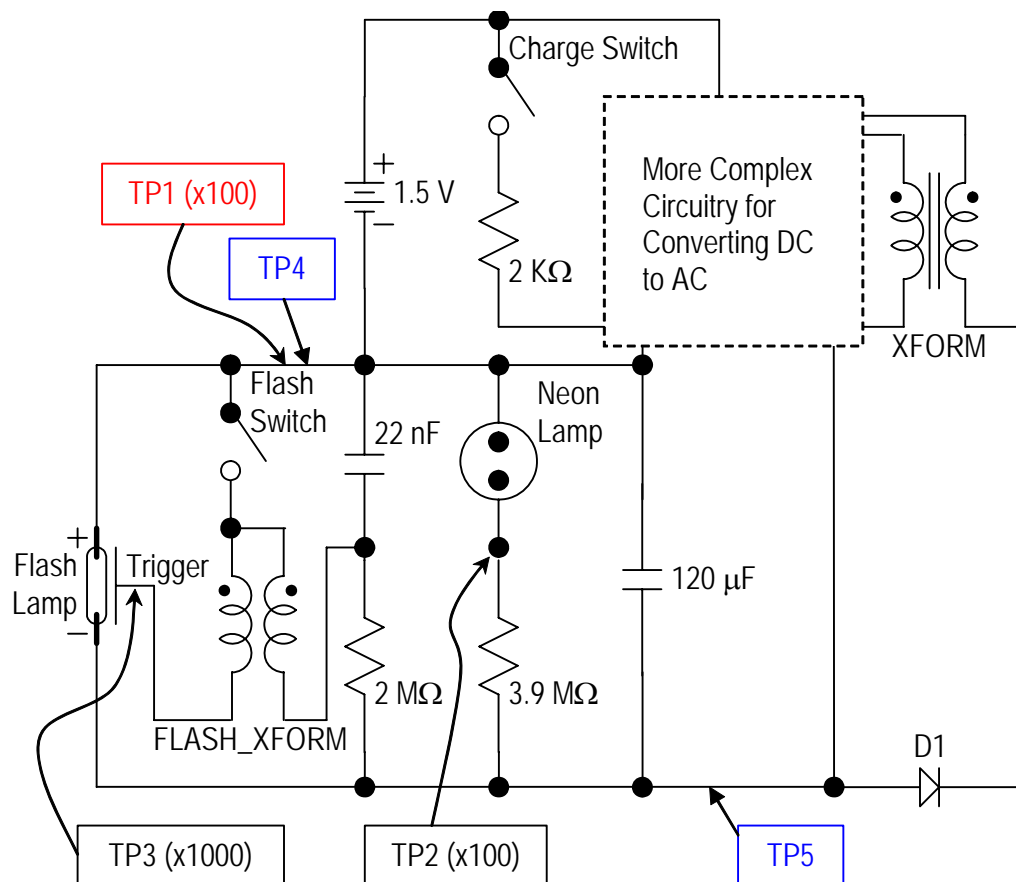 Charge Switch
+
1.5 V
−
2 KΩ
More Complex
Circuitry for
Converting DC
to AC
XFORM
TP1 (x100)
TP4
Flash
Switch
22 nF
Neon
Lamp
+
Flash
Lamp
−
Trigger
120 μF
2 MΩ
3.9 MΩ
FLASH_XFORM
D1
TP3 (x1000)
TP2 (x100)
TP5